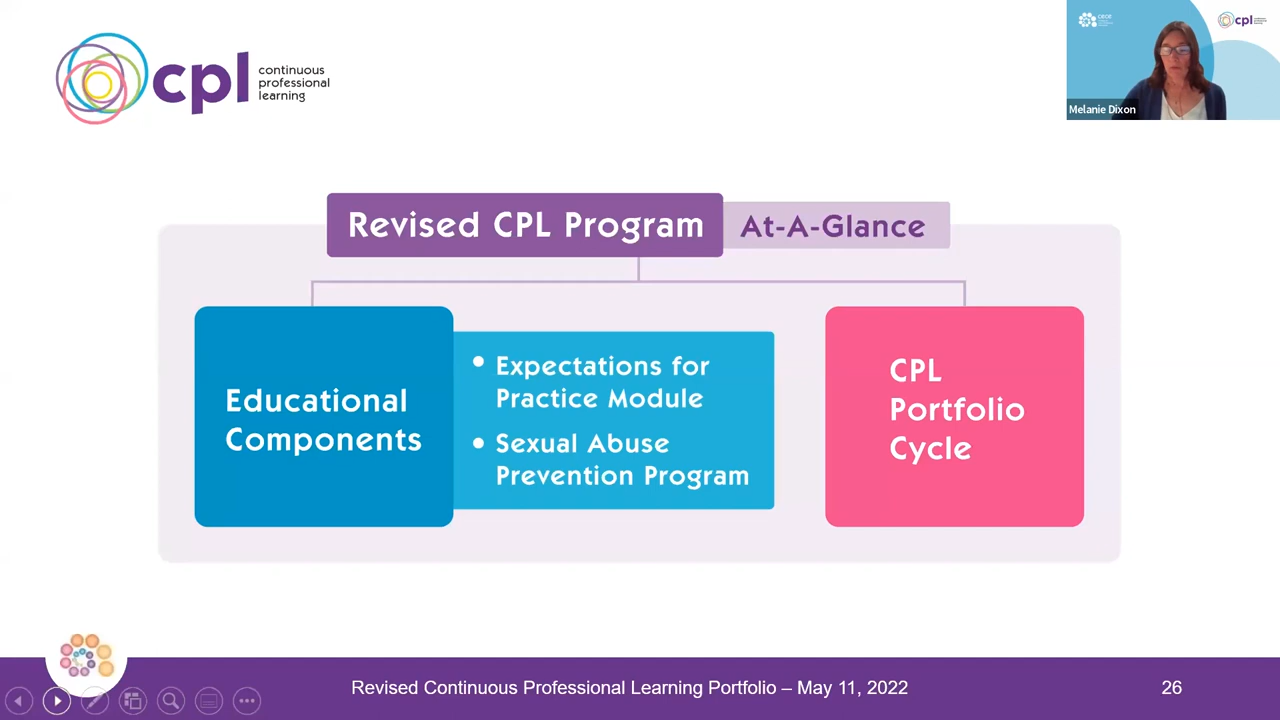 cpl
continuous
professional
learning
cpl
Melanie Dixon
Revised CPL Program
At-A-Glance
Educational
Components
• Expectations for
Practice Module
• Sexual Abuse
Prevention Program
CPL
Portfolio
Cycle
Revised Continuous Professional Learning Portfolio – May 11, 2022
26